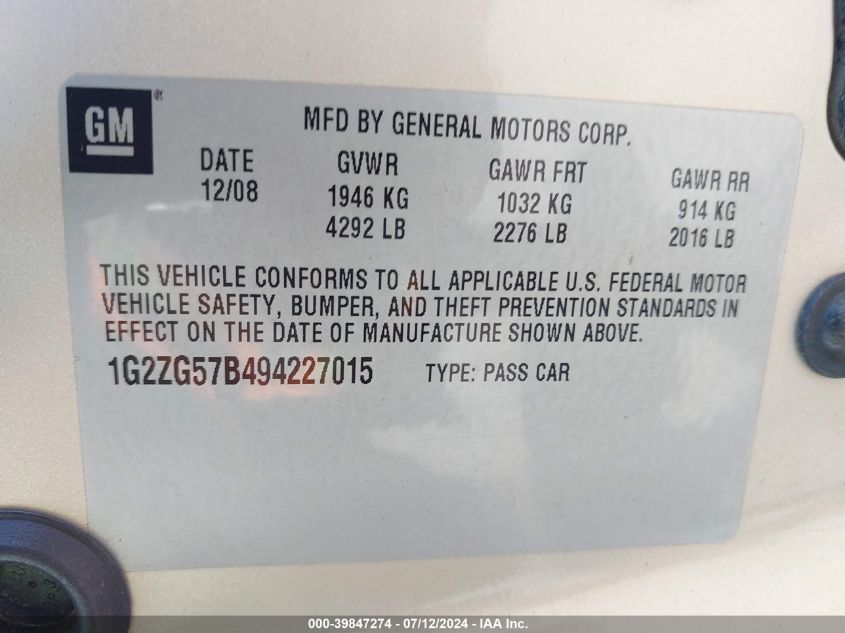 GM®
MFD BY GENERAL MOTORS CORP.
DATE GVWR GAWR FRT GAWR RR
12/08 1946 KG 1032 KG 914 KG
4292 LB 2276 LB 2016 LB
THIS VEHICLE CONFORMS TO ALL APPLICABLE U.S. FEDERAL MOTOR
VEHICLE SAFETY, BUMPER, AND THEFT PREVENTION STANDARDS IN
EFFECT ON THE DATE OF MANUFACTURE SHOWN ABOVE.
1G2ZG57B494227015 TYPE: PASS CAR
000-39847274 - 07/12/2024 - IAA Inc.